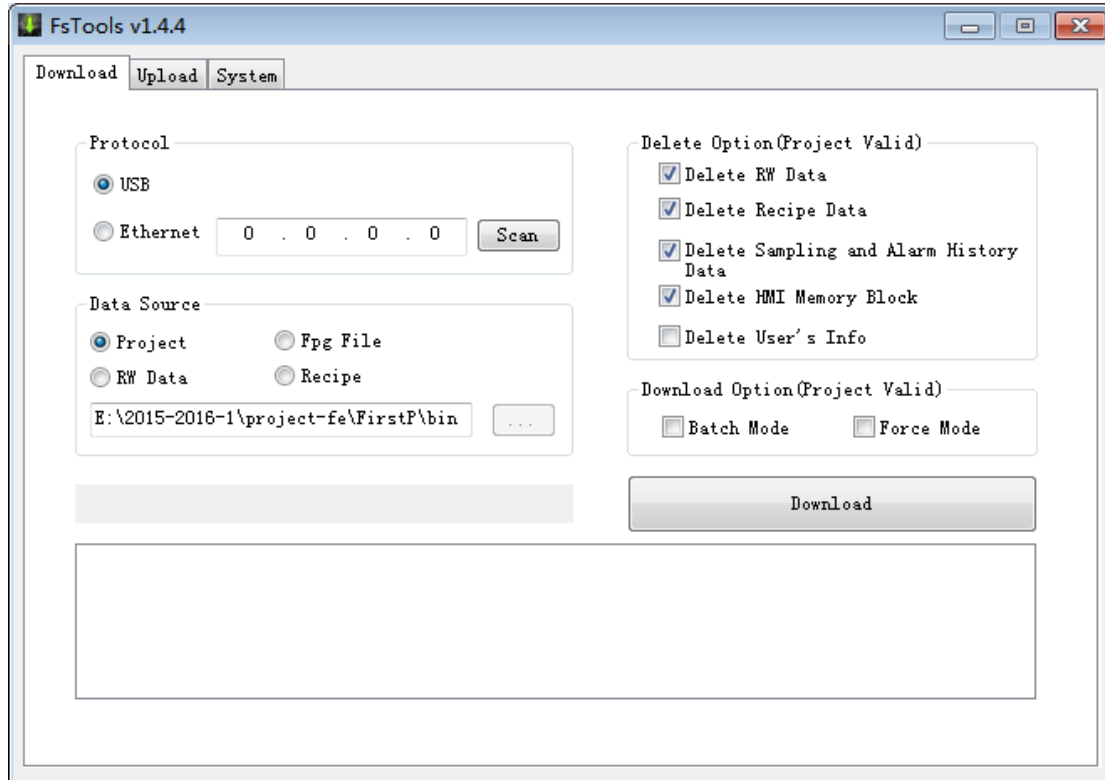 FsTools v1.4.4
Download Upload System
Protocol
USB
Ethernet 0 . 0 . 0 . 0 Scan
Data Source
Project Fpg File
RW Data Recipe
E:\2015-2016-1\project-fe\FirstP\bin ...
Delete Option(Project Valid)
Delete RW Data
Delete Recipe Data
Delete Sampling and Alarm History
Data
Delete HMI Memory Block
Delete User's Info
Download Option(Project Valid)
Batch Mode Force Mode
Download